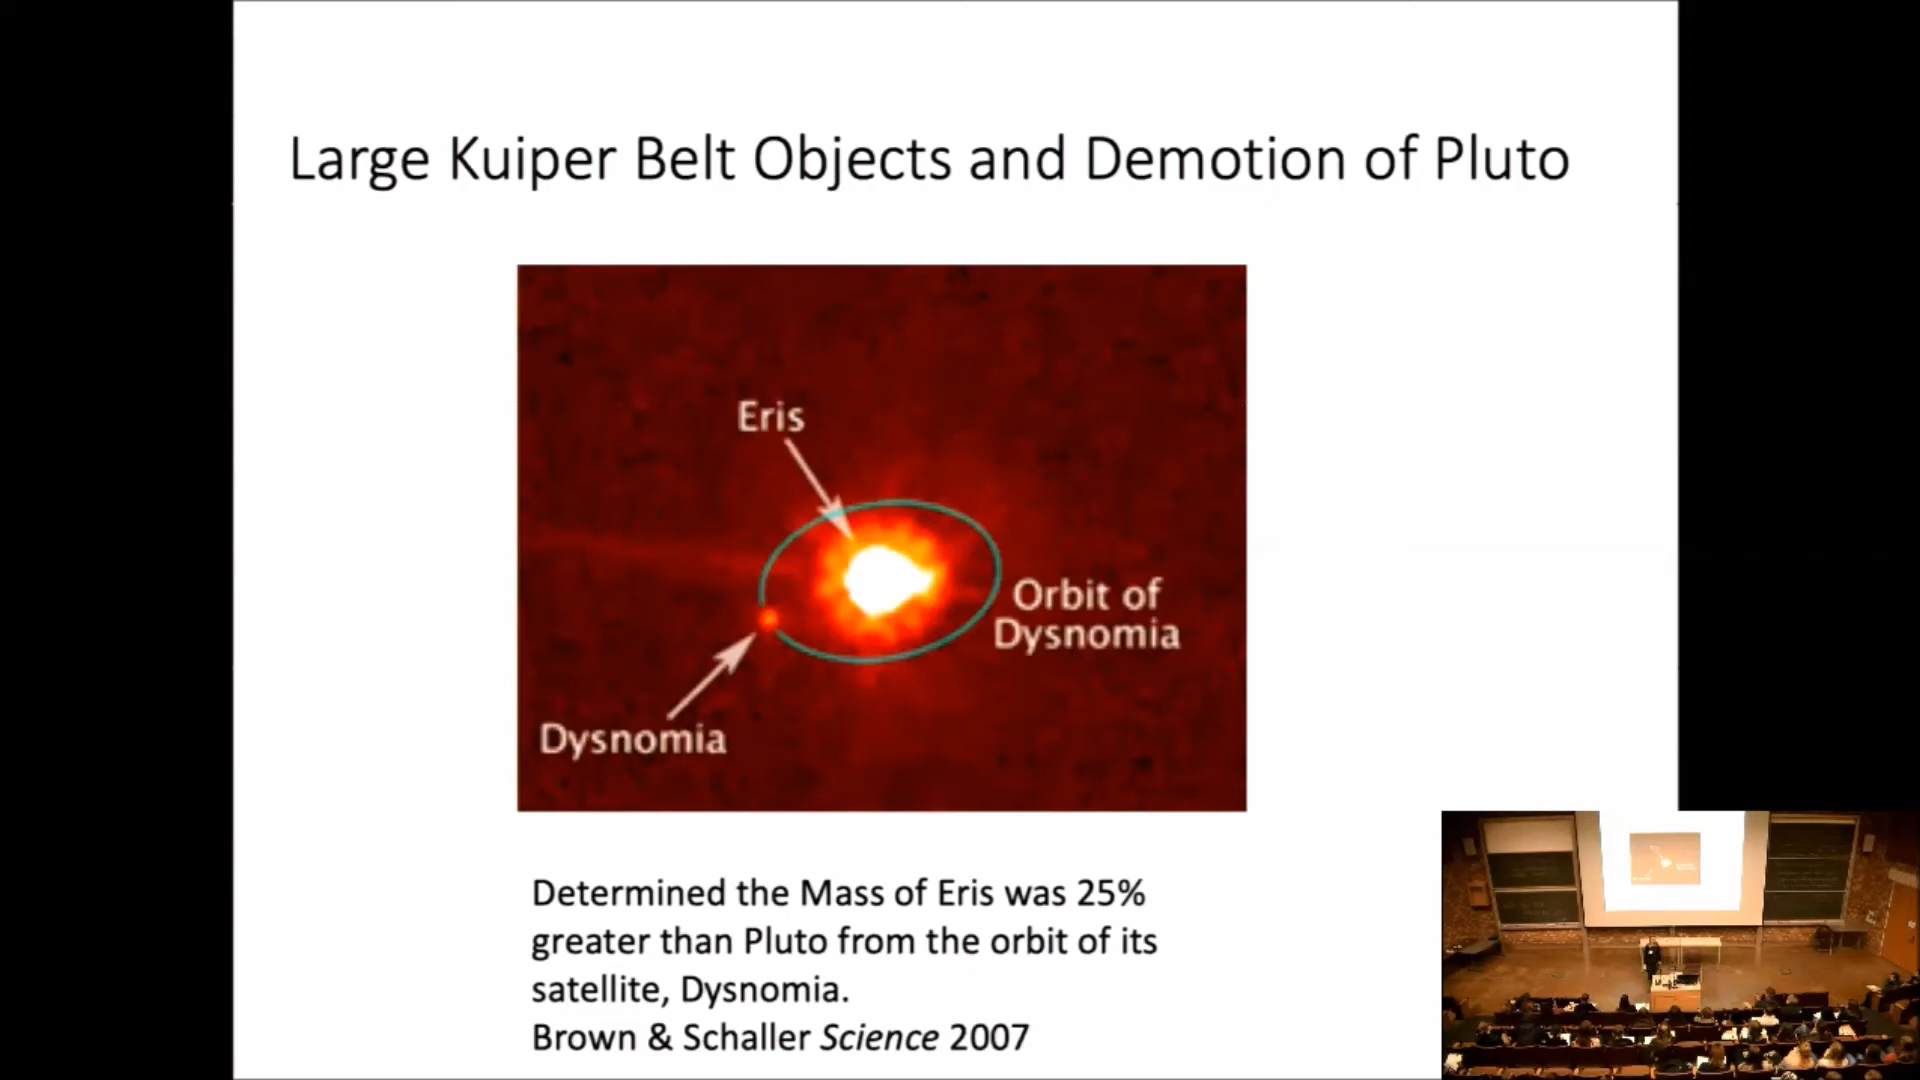 Large Kuiper Belt Objects and Demotion of Pluto
Eris
Orbit of
Dysnomia
Dysnomia
Determined the Mass of Eris was 25%
greater than Pluto from the orbit of its
satellite, Dysnomia.
Brown & Schaller Science 2007